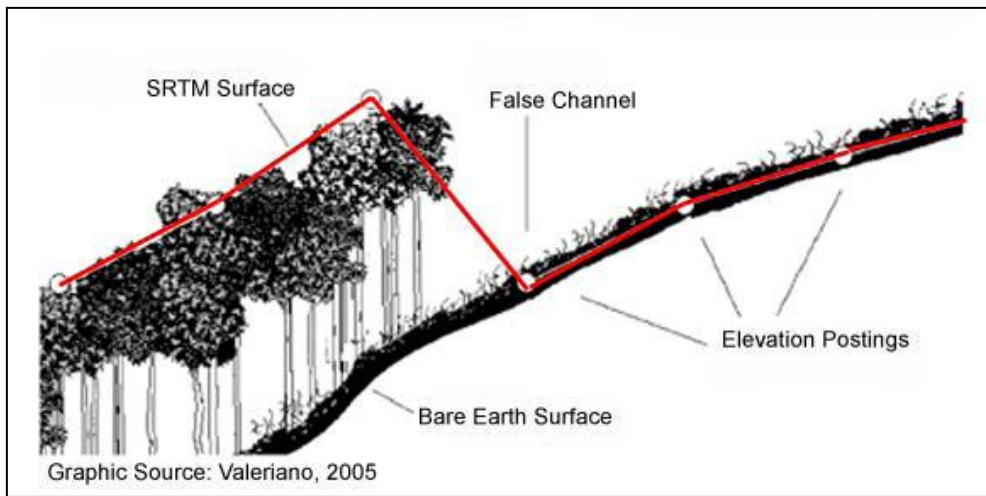 SRTM Surface
False Channel
Elevation Postings
Bare Earth Surface
Graphic Source: Valeriano, 2005